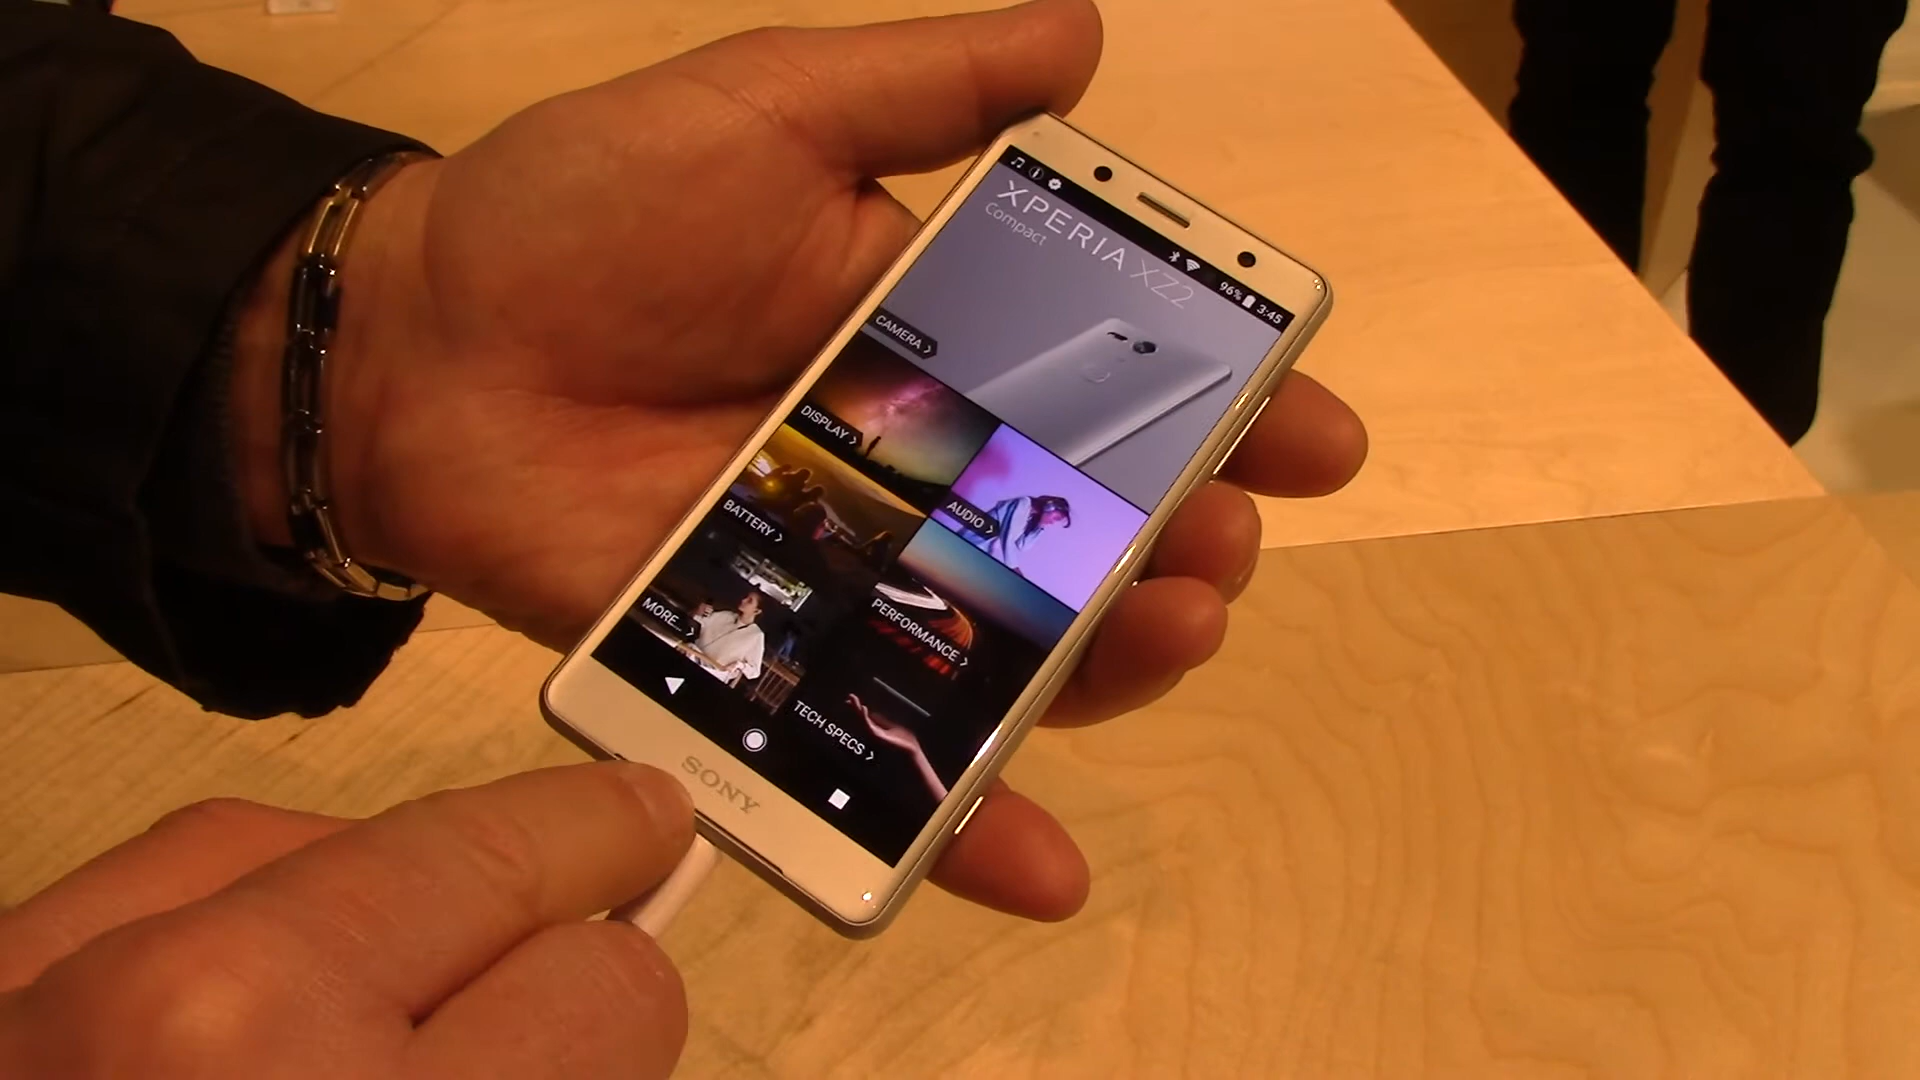 96% 3:45
XPERIA XZ2
Compact
CAMERA
DISPLAY
AUDIO
BATTERY
PERFORMANCE
MORE...
TECH SPECS
SONY